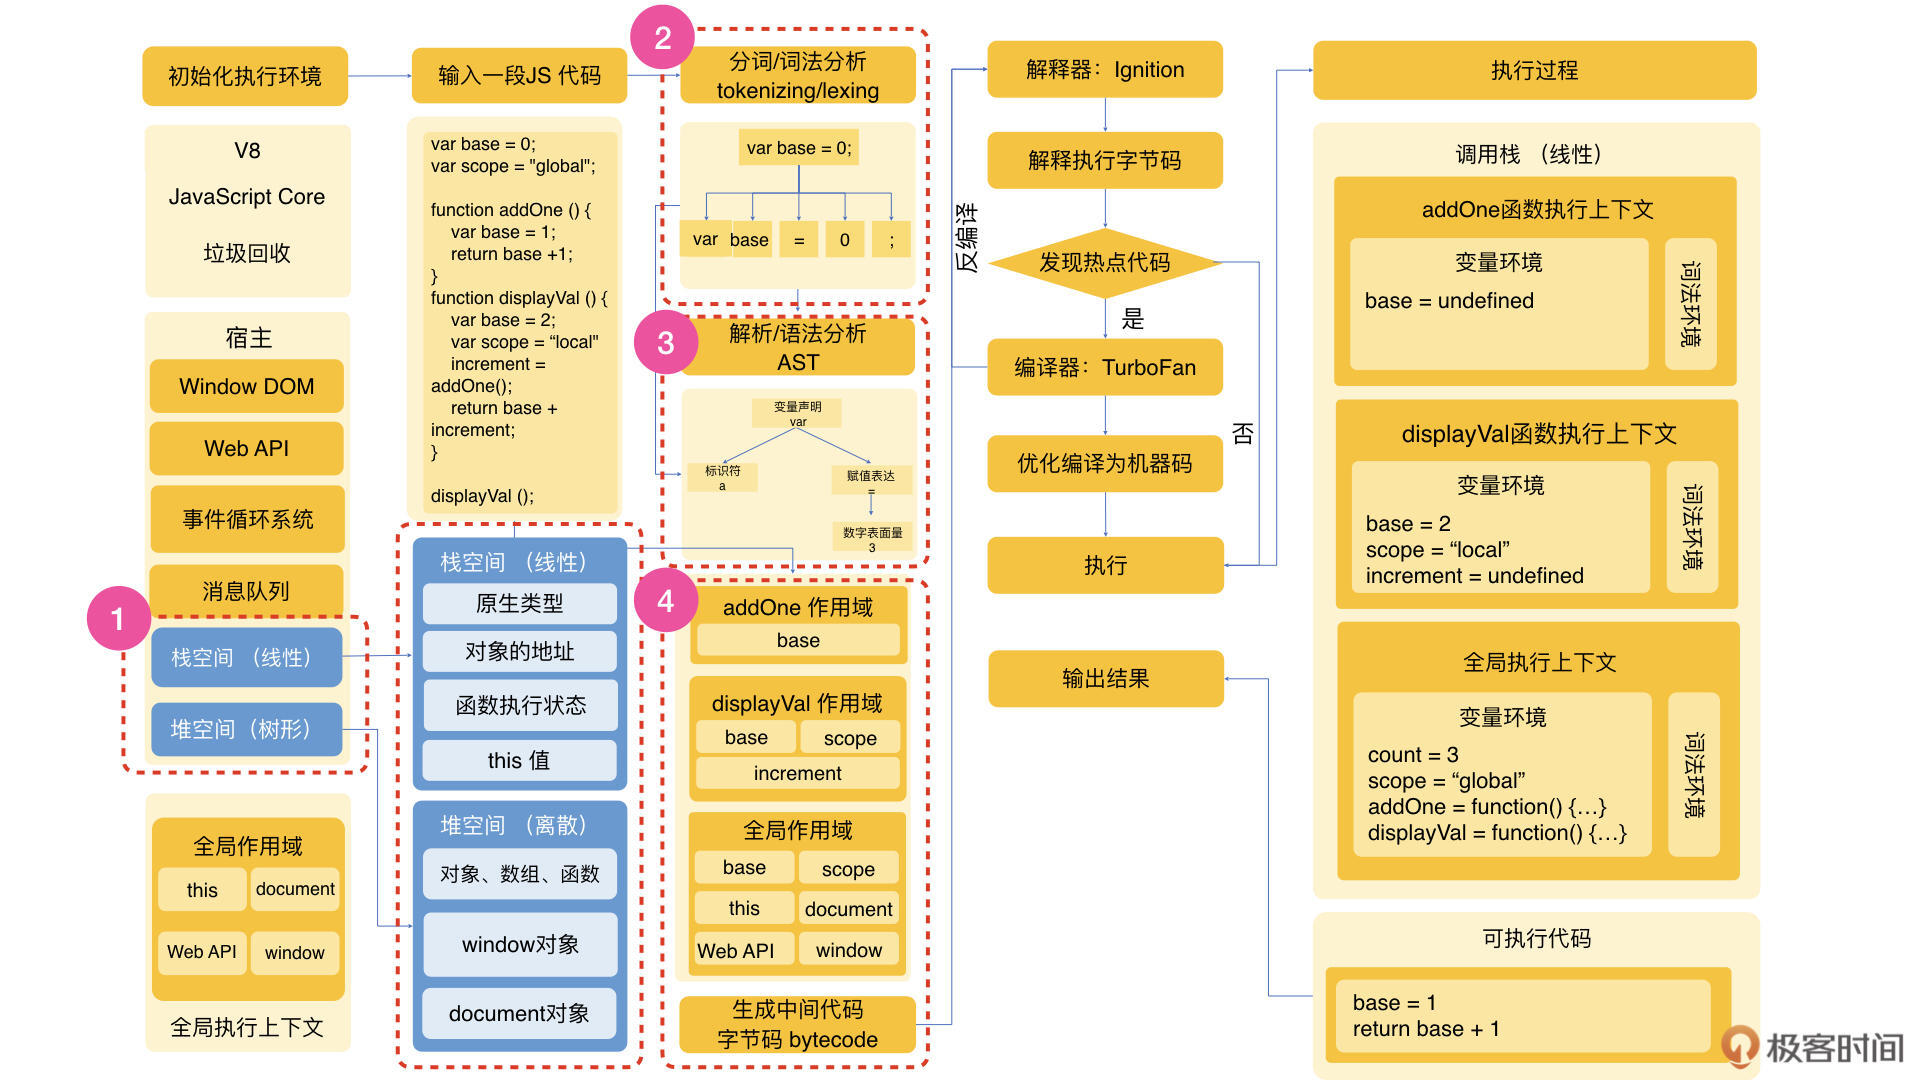 初始化执行环境
V8
JavaScript Core
垃圾回收
宿主
Window DOM
Web API
事件循环系统
消息队列
1
栈空间 （线性）
堆空间（树形）
全局作用域
this
document
Web API
window
全局执行上下文
输入一段JS 代码
var base = 0;
var scope = "global";
function addOne () {
var base = 1;
return base +1;
}
function displayVal () {
var base = 2;
var scope = “local"
increment =
addOne();
return base +
increment;
}
displayVal ();
栈空间 （线性）
原生类型
对象的地址
函数执行状态
this 值
堆空间 （离散）
对象、数组、函数
window对象
document对象
2
分词/词法分析
tokenizing/lexing
var base = 0;
var
base
=
0
;
3
解析/语法分析
AST
变量声明
var
标识符
a
赋值表达
=
数字表面量
3
4
addOne 作用域
base
displayVal 作用域
base
scope
increment
全局作用域
base
scope
this
document
Web API
window
生成中间代码
字节码 bytecode
反编译
解释器：Ignition
解释执行字节码
发现热点代码
是
否
编译器：TurboFan
优化编译为机器码
执行
输出结果
执行过程
调用栈 （线性）
addOne函数执行上下文
变量环境
base = undefined
词法环境
displayVal函数执行上下文
变量环境
base = 2
scope = “local”
increment = undefined
词法环境
全局执行上下文
变量环境
count = 3
scope = “global”
addOne = function() {…}
displayVal = function() {…}
词法环境
可执行代码
base = 1
return base + 1
极客时间